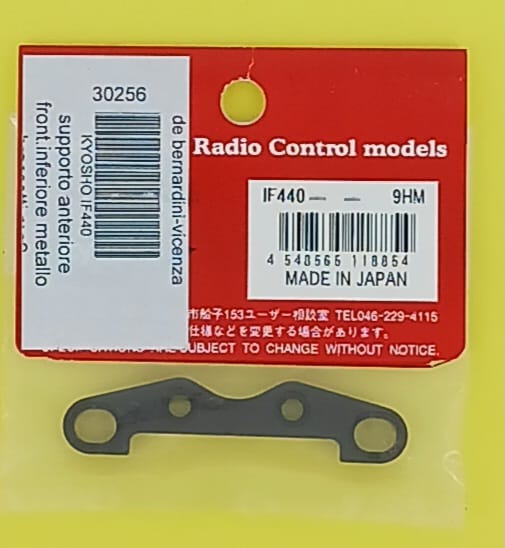 30256
de bernardini-vicenza
KYOSHO IF440
supporto anteriore
front.inferiore metallo
Radio Control models
IF440— — 9HM
4 548565 118854
MADE IN JAPAN
市船子153ユーザー相談室 TEL046-229-4115
仕様などを変更する場合があります。
SUBJECT TO CHANGE WITHOUT NOTICE.